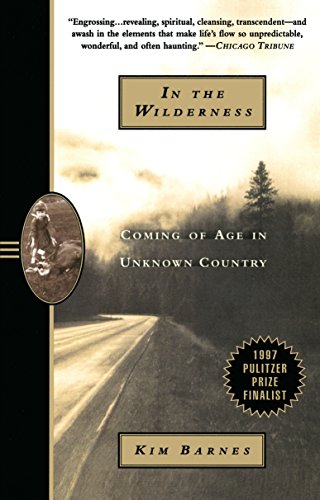 "Engrossing...revealing, spiritual, cleansing, transcendent—and
awash in the elements that make life's flow so unpredictable,
wonderful, and often haunting." —Chicago Tribune
In the
Wilderness
Coming of Age in
Unknown Country
1997
PULITZER
PRIZE
FINALIST
Kim Barnes